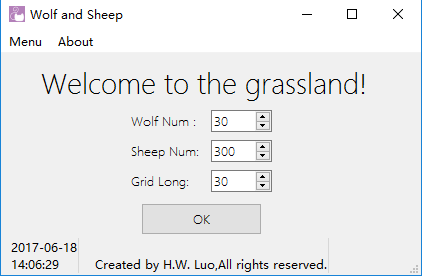 Wolf and Sheep
Menu About
Welcome to the grassland!
Wolf Num : 30
Sheep Num: 300
Grid Long: 30
OK
2017-06-18
14:06:29 Created by H.W. Luo,All rights reserved.